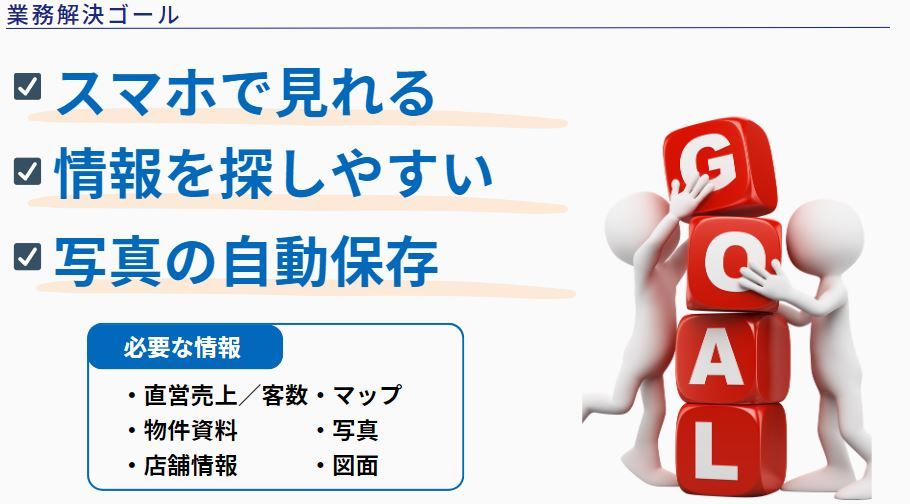 業務解決ゴール
☑ スマホで見れる
☑ 情報を探しやすい
☑ 写真の自動保存
必要な情報
・直営売上／客数・マップ
・物件資料 ・写真
・店舗情報 ・図面
G
O
A
L